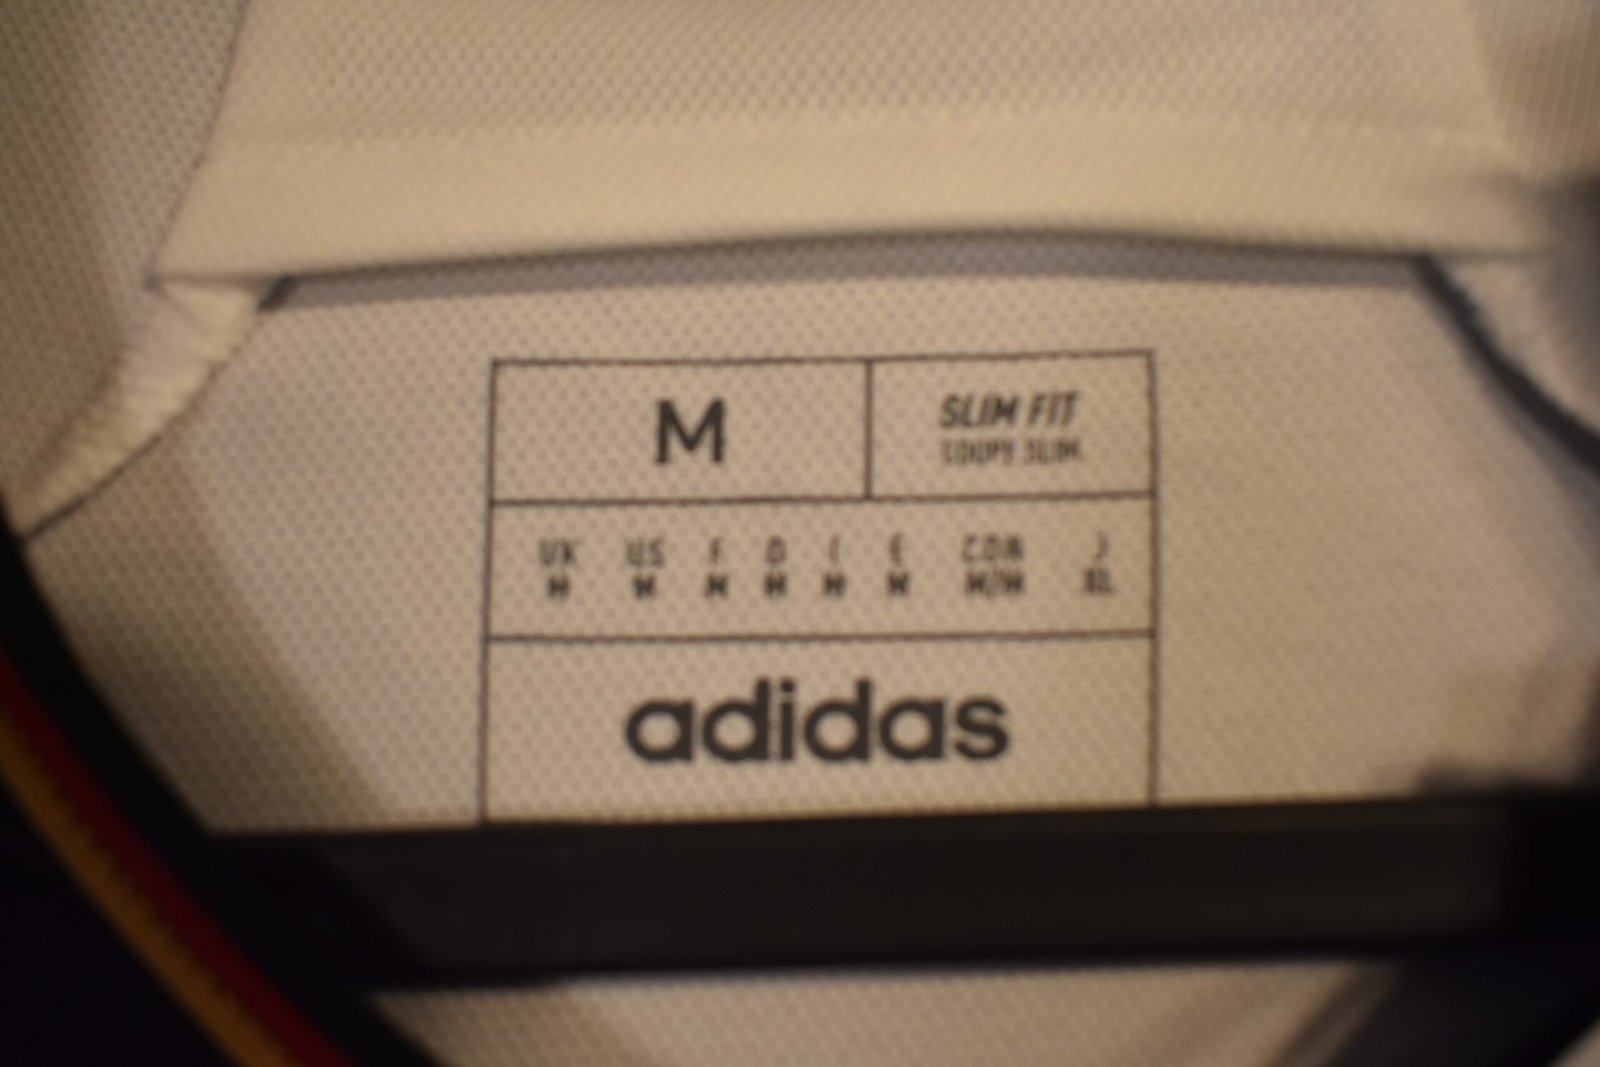 M
SLIM FIT
COUPE SLIM
UK US F D I E CDN J
M M M M M M M/M XL
adidas